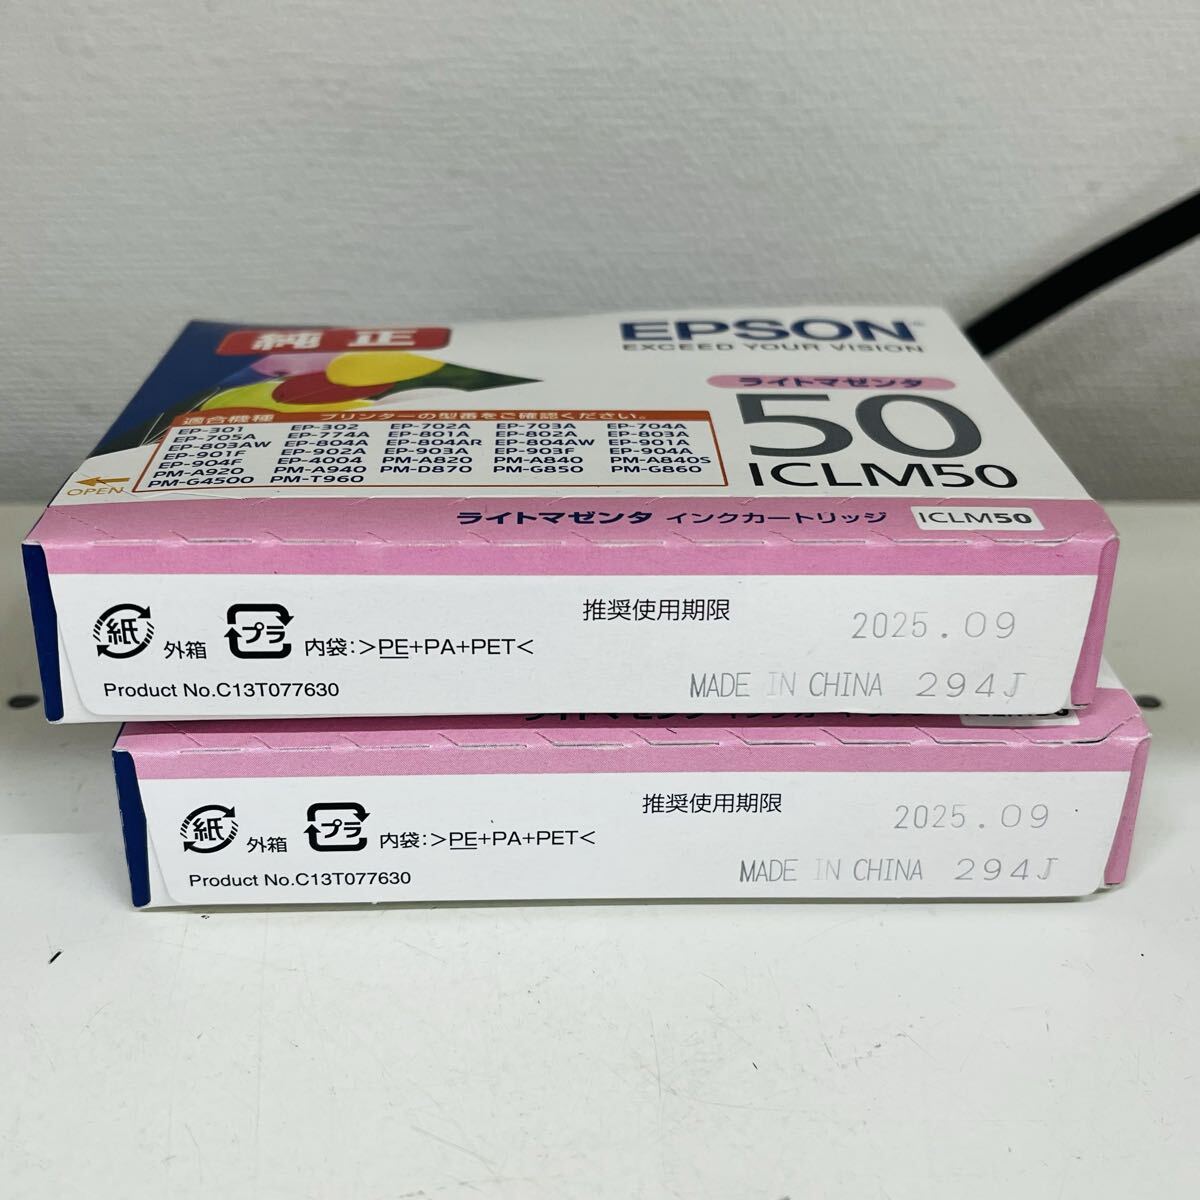 純正
EPSON
EXCEED YOUR VISION
ライトマゼンタ
50
ICLM50
適合機種 プリンターの型番をご確認ください。
EP-301 EP-302 EP-702A EP-703A EP-704A
EP-705A EP-774A EP-801A EP-802A EP-803A
EP-803AW EP-804A EP-804AR EP-804AW EP-901A
EP-901F EP-902A EP-903A EP-903F EP-904A
EP-904F EP-4004 PM-A820 PM-A840 PM-A840S
PM-A920 PM-A940 PM-D870 PM-G850 PM-G860
PM-G4500 PM-T960
OPEN
ライトマゼンタ インクカートリッジ ICLM50
紙 外箱 プラ 内袋:>PE+PA+PET<
推奨使用期限 2025.09
Product No.C13T077630
MADE IN CHINA 294J
紙 外箱 プラ 内袋:>PE+PA+PET<
推奨使用期限 2025.09
Product No.C13T077630
MADE IN CHINA 294J